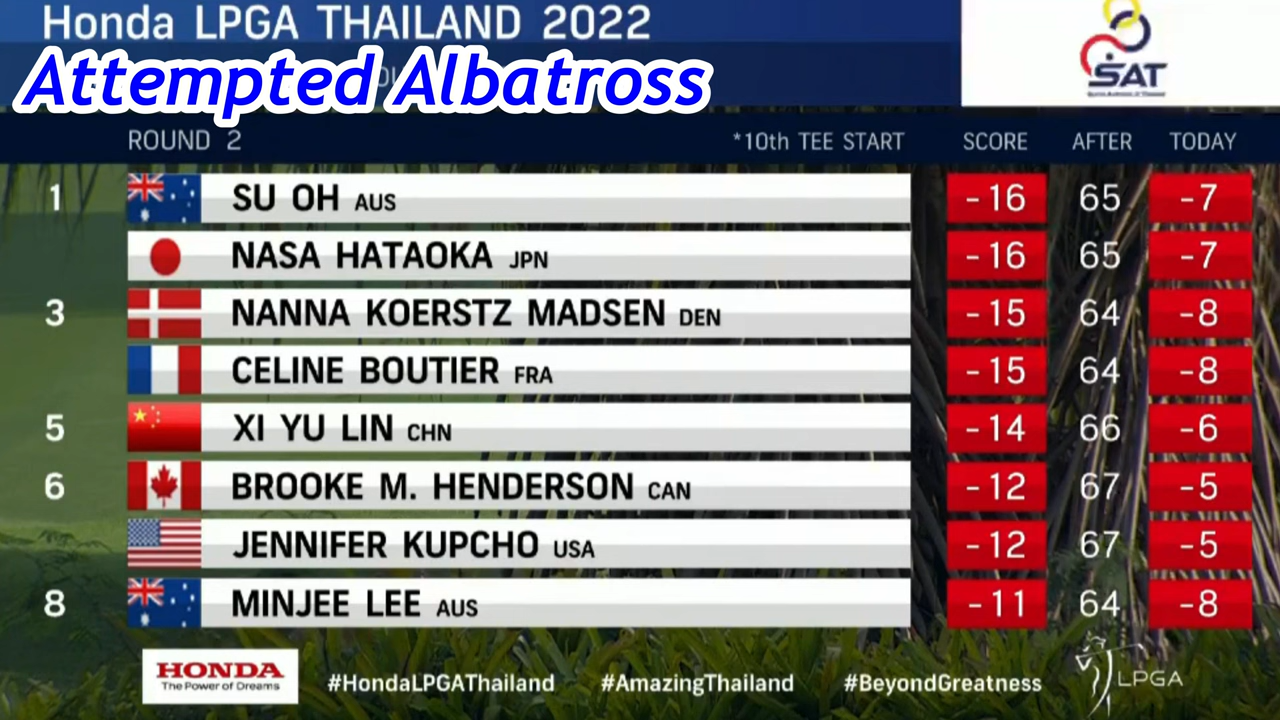 Honda LPGA THAILAND 2022
Attempted Albatross
SAT
ROUND 2 *10th TEE START SCORE AFTER TODAY
1 SU OH AUS -16 65 -7
NASA HATAOKA JPN -16 65 -7
3 NANNA KOERSTZ MADSEN DEN -15 64 -8
CELINE BOUTIER FRA -15 64 -8
5 XI YU LIN CHN -14 66 -6
6 BROOKE M. HENDERSON CAN -12 67 -5
JENNIFER KUPCHO USA -12 67 -5
8 MINJEE LEE AUS -11 64 -8
HONDA
The Power of Dreams
#HondaLPGAThailand #AmazingThailand #BeyondGreatness LPGA